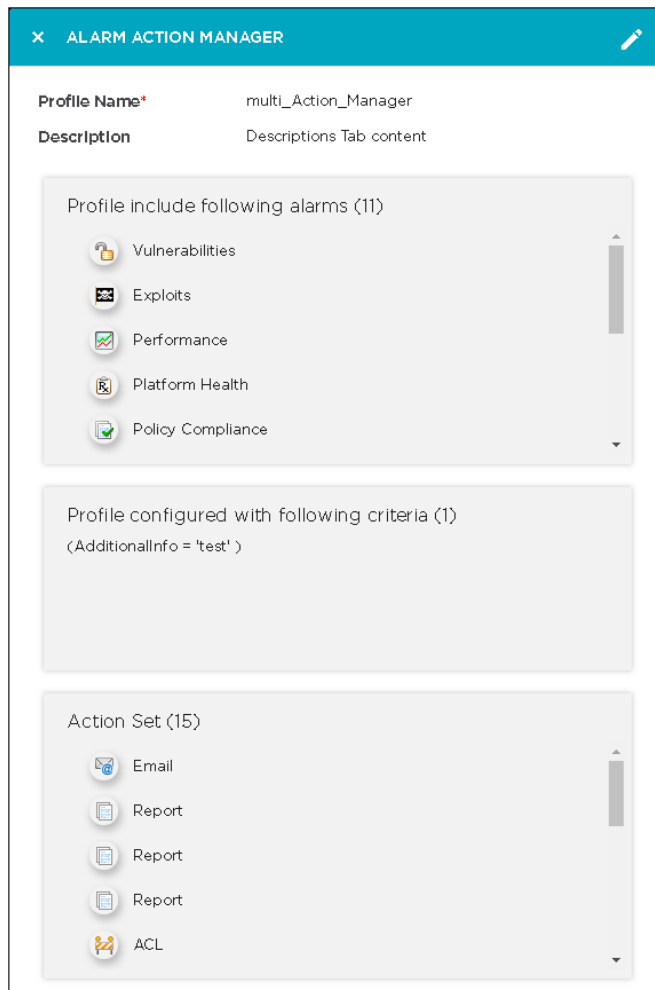 × ALARM ACTION MANAGER
Profile Name* multi_Action_Manager
Description Descriptions Tab content
Profile include following alarms (11)
Vulnerabilities
Exploits
Performance
Platform Health
Policy Compliance
Profile configured with following criteria (1)
(AdditionalInfo = 'test' )
Action Set (15)
Email
Report
Report
Report
ACL